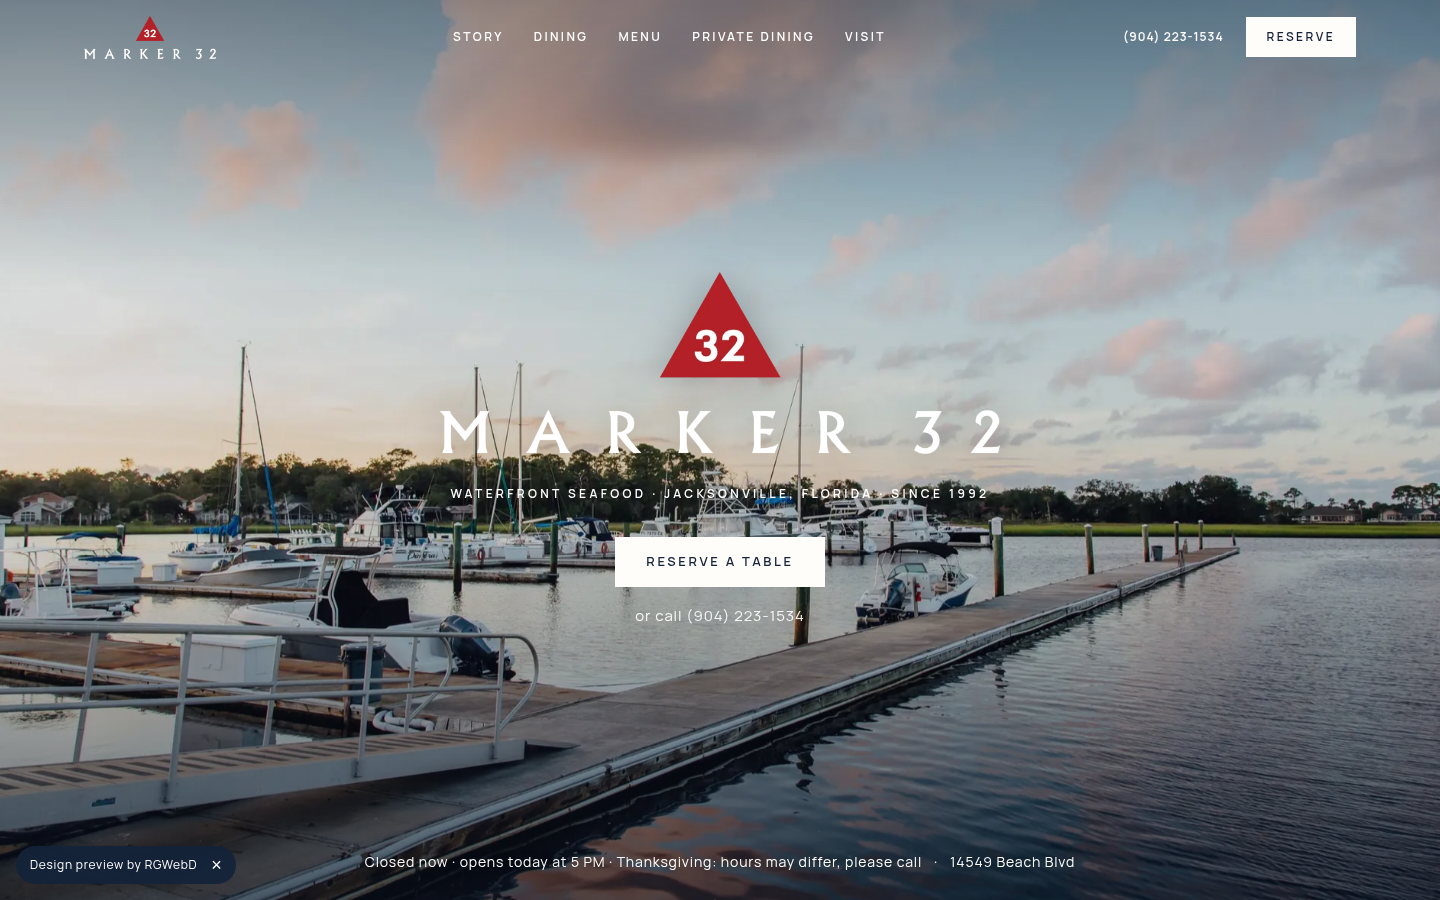 32
MARKER 32
STORY DINING MENU PRIVATE DINING VISIT
(904) 223-1534
RESERVE
32
MARKER 32
WATERFRONT SEAFOOD · JACKSONVILLE, FLORIDA · SINCE 1992
RESERVE A TABLE
or call (904) 223-1534
Closed now · opens today at 5 PM · Thanksgiving: hours may differ, please call · 14549 Beach Blvd
Design preview by RGWebD ✕